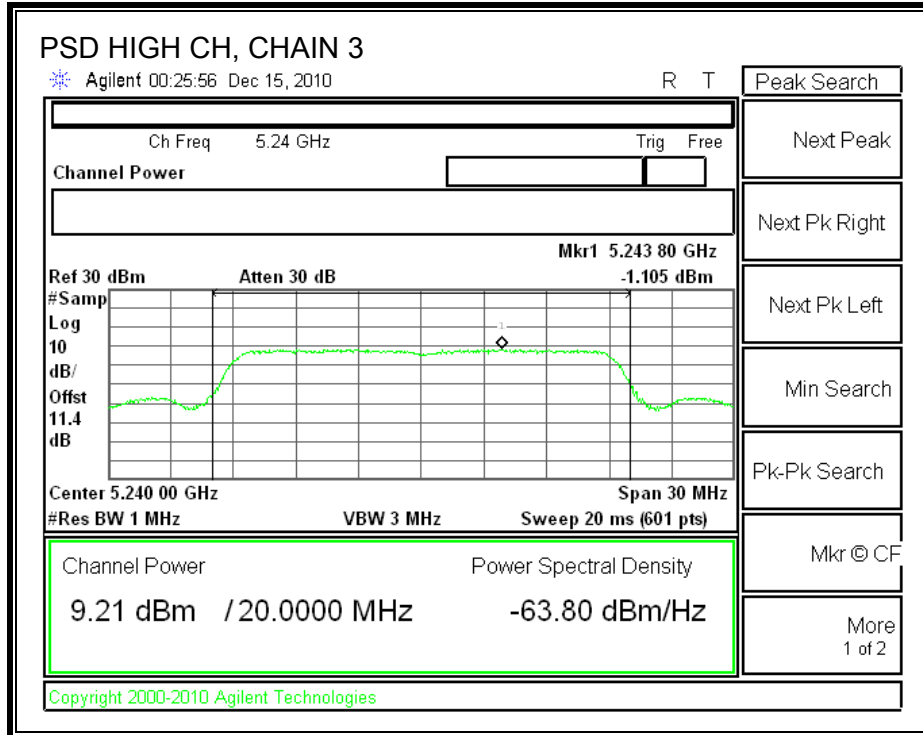 PSD HIGH CH, CHAIN 3
Agilent 00:25:56 Dec 15, 2010 R T
Peak Search
Ch Freq 5.24 GHz Trig Free
Channel Power
Mkr1 5.243 80 GHz
Ref 30 dBm Atten 30 dB -1.105 dBm
#Samp
Log
10
dB/
Offst
11.4
dB
1
Center 5.240 00 GHz Span 30 MHz
#Res BW 1 MHz VBW 3 MHz Sweep 20 ms (601 pts)
Channel Power Power Spectral Density
9.21 dBm / 20.0000 MHz -63.80 dBm/Hz
Next Peak
Next Pk Right
Next Pk Left
Min Search
Pk-Pk Search
Mkr © CF
More
1 of 2
Copyright 2000-2010 Agilent Technologies